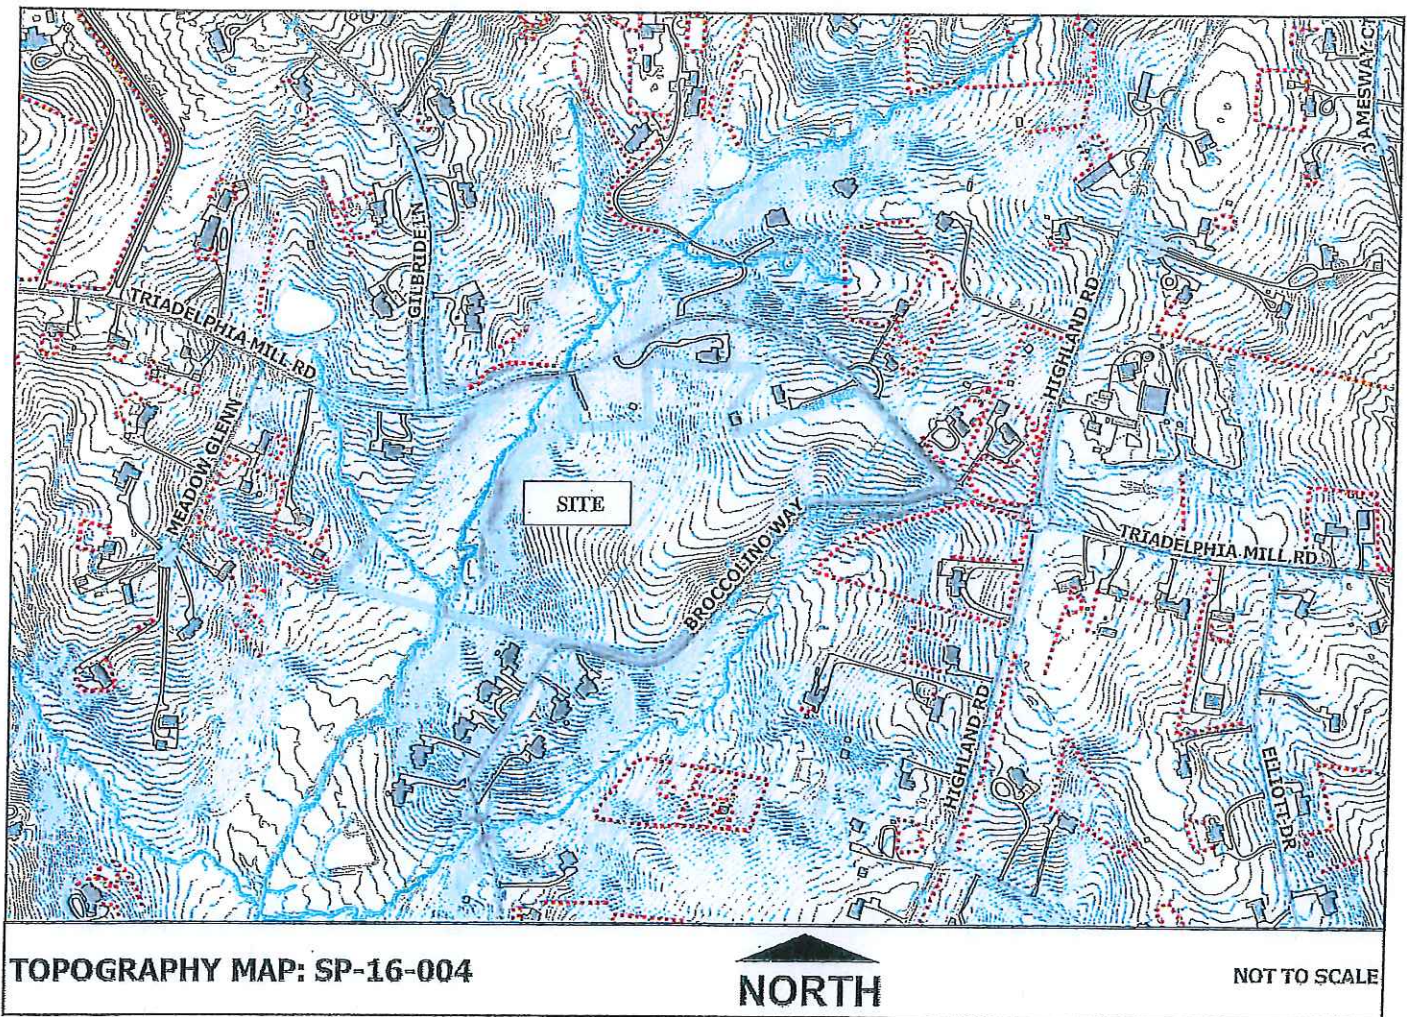 JAMESWAY CT
GILBRIDE LN
TRIADELPHIA MILL RD
HIGHLAND RD
MEADOW GLENN
SITE
BROCCOLINO WAY
TRIADELPHIA MILL RD
HIGHLAND RD
ELLIOTT DR
TOPOGRAPHY MAP: SP-16-004
NORTH
NOT TO SCALE